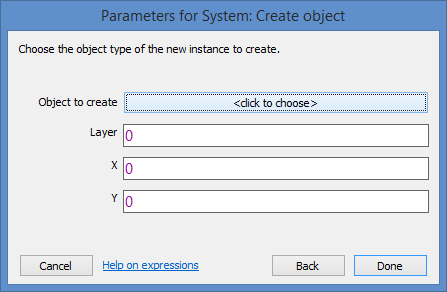 Parameters for System: Create object
Choose the object type of the new instance to create.
Object to create <click to choose>
Layer 0
X 0
Y 0
Cancel Help on expressions Back Done